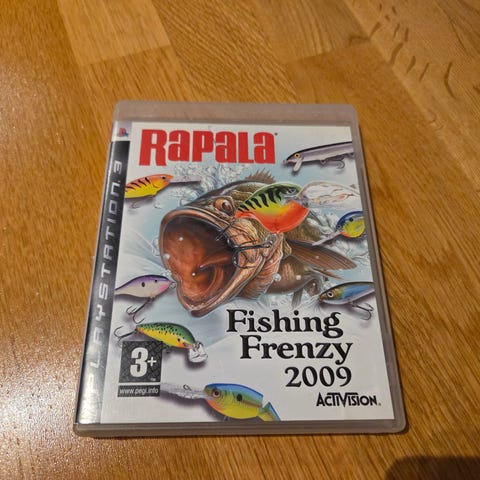 PLAYSTATION 3
RAPALA
Fishing
Frenzy
2009
ACTIVISION
3+
www.pegi.info